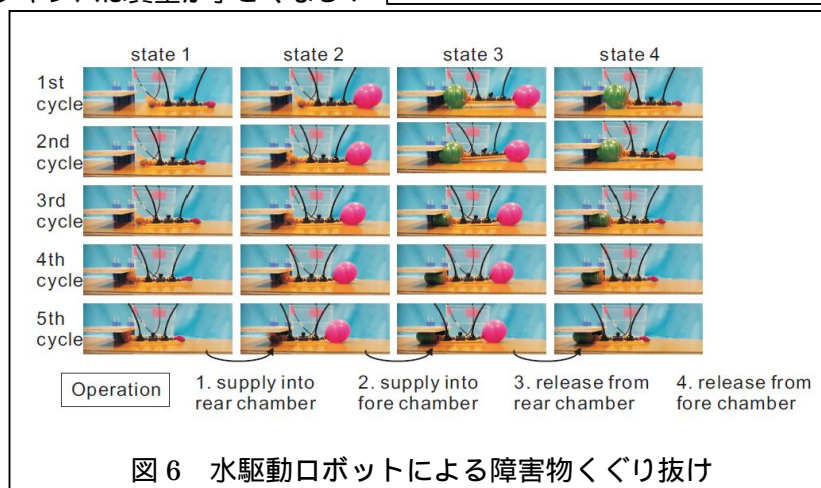 state 1 state 2 state 3 state 4
1st
cycle
2nd
cycle
3rd
cycle
4th
cycle
5th
cycle
Operation
1. supply into
rear chamber
2. supply into
fore chamber
3. release from
rear chamber
4. release from
fore chamber
図 6 水駆動ロボットによる障害物くぐり抜け